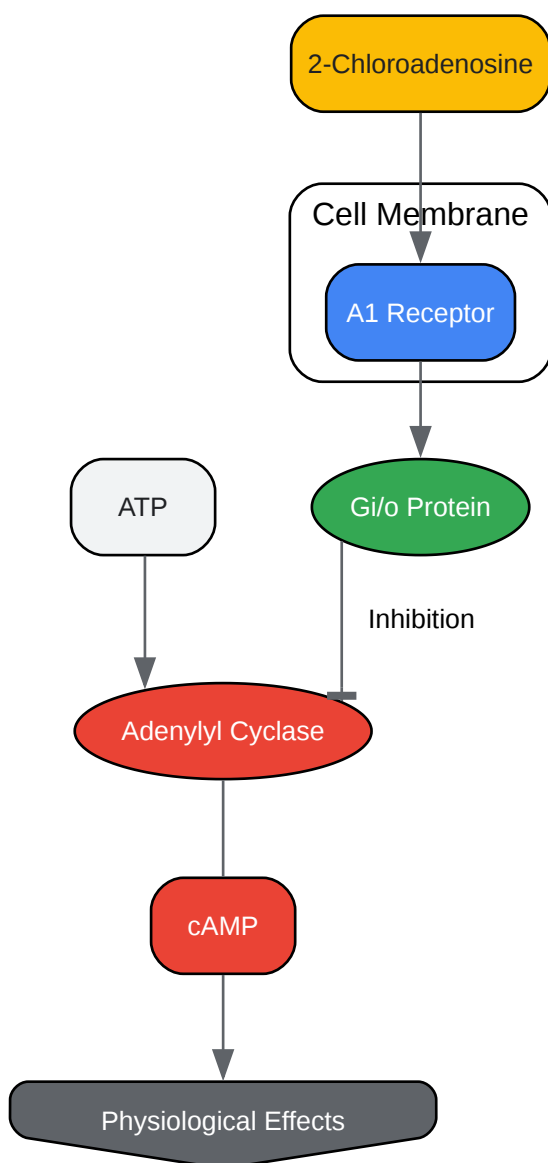 2-Chloroadenosine
Cell Membrane
A1 Receptor
ATP
Gi/o Protein
Inhibition
Adenylyl Cyclase
cAMP
Physiological Effects